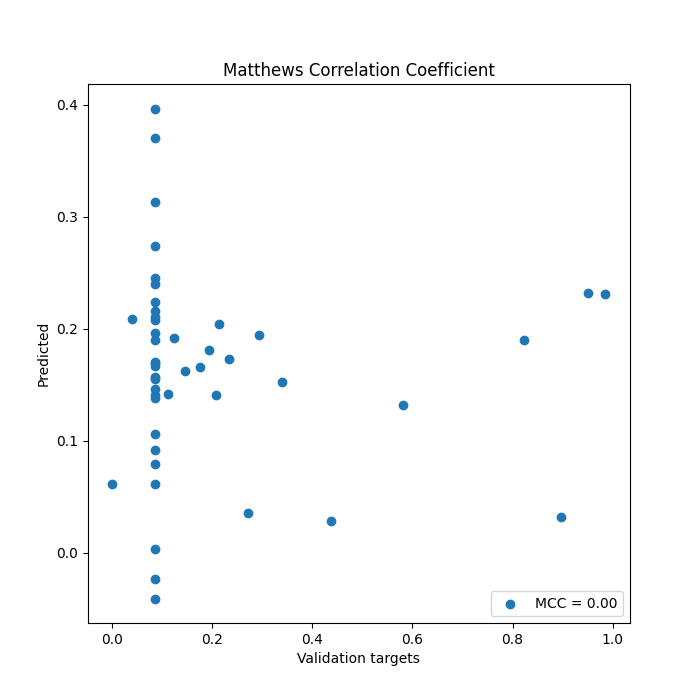 Matthews Correlation Coefficient
0.4
0.3
0.2
0.1
0.0
Predicted
MCC = 0.00
0.0 0.2 0.4 0.6 0.8 1.0
Validation targets